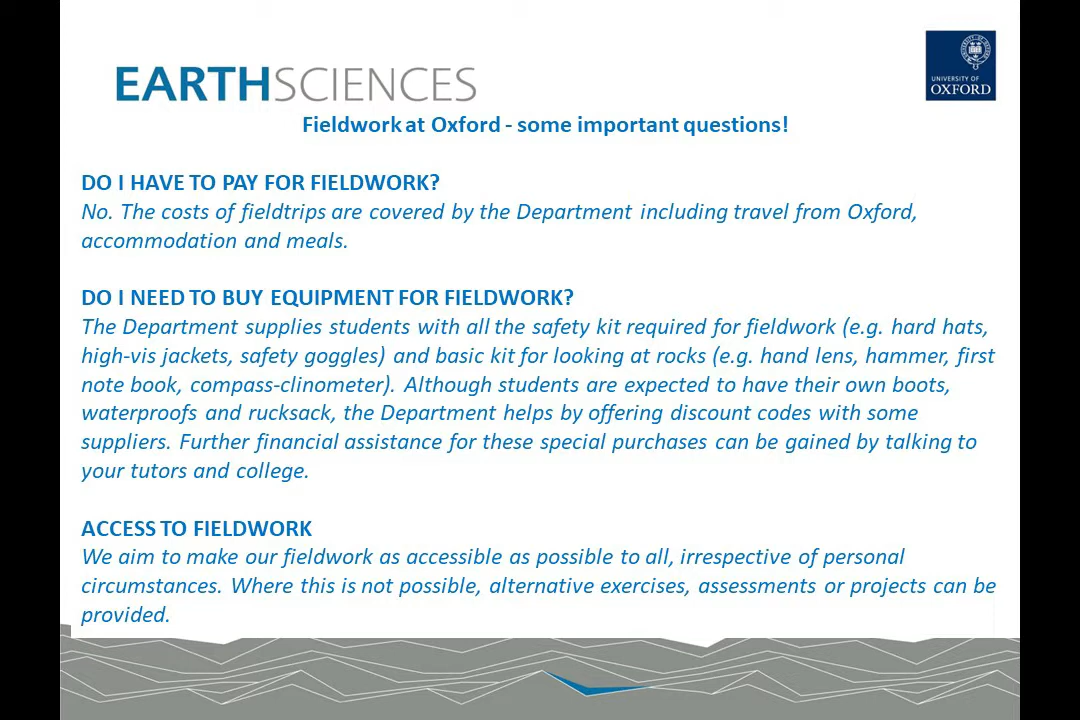 EARTHSCIENCES
UNIVERSITY OF
OXFORD
Fieldwork at Oxford - some important questions!
DO I HAVE TO PAY FOR FIELDWORK?
No. The costs of fieldtrips are covered by the Department including travel from Oxford,
accommodation and meals.
DO I NEED TO BUY EQUIPMENT FOR FIELDWORK?
The Department supplies students with all the safety kit required for fieldwork (e.g. hard hats,
high-vis jackets, safety goggles) and basic kit for looking at rocks (e.g. hand lens, hammer, first
note book, compass-clinometer). Although students are expected to have their own boots,
waterproofs and rucksack, the Department helps by offering discount codes with some
suppliers. Further financial assistance for these special purchases can be gained by talking to
your tutors and college.
ACCESS TO FIELDWORK
We aim to make our fieldwork as accessible as possible to all, irrespective of personal
circumstances. Where this is not possible, alternative exercises, assessments or projects can be
provided.